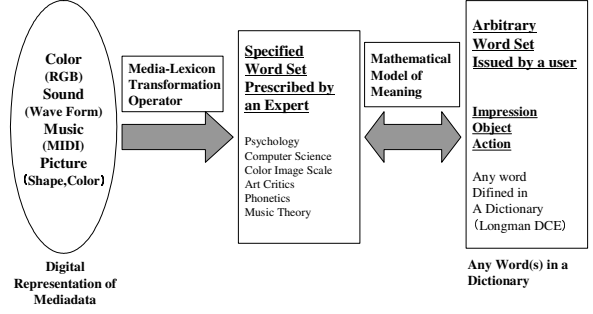 Color
(RGB)
Sound
(Wave Form)
Music
(MIDI)
Picture
(Shape,Color)
Digital
Representation of
Mediadata
Media-Lexicon
Transformation
Operator
Specified
Word Set
Prescribed by
an Expert
Psychology
Computer Science
Color Image Scale
Art Critics
Phonetics
Music Theory
Mathematical
Model of
Meaning
Arbitrary
Word Set
Issued by a user
Impression
Object
Action
Any word
Difined in
A Dictionary
(Longman DCE)
Any Word(s) in a
Dictionary